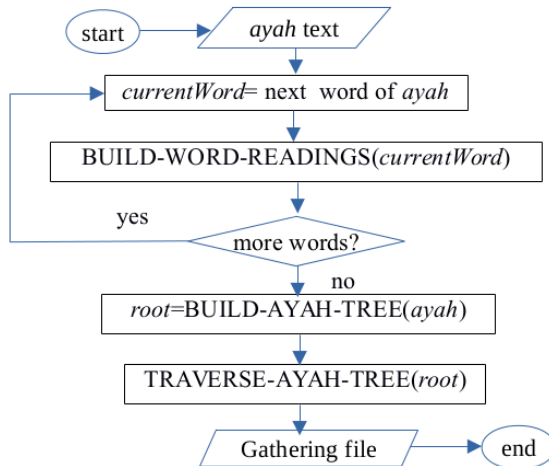 start
ayah text
currentWord= next word of ayah
BUILD-WORD-READINGS(currentWord)
yes
more words?
no
root=BUILD-AYAH-TREE(ayah)
TRAVERSE-AYAH-TREE(root)
Gathering file
end